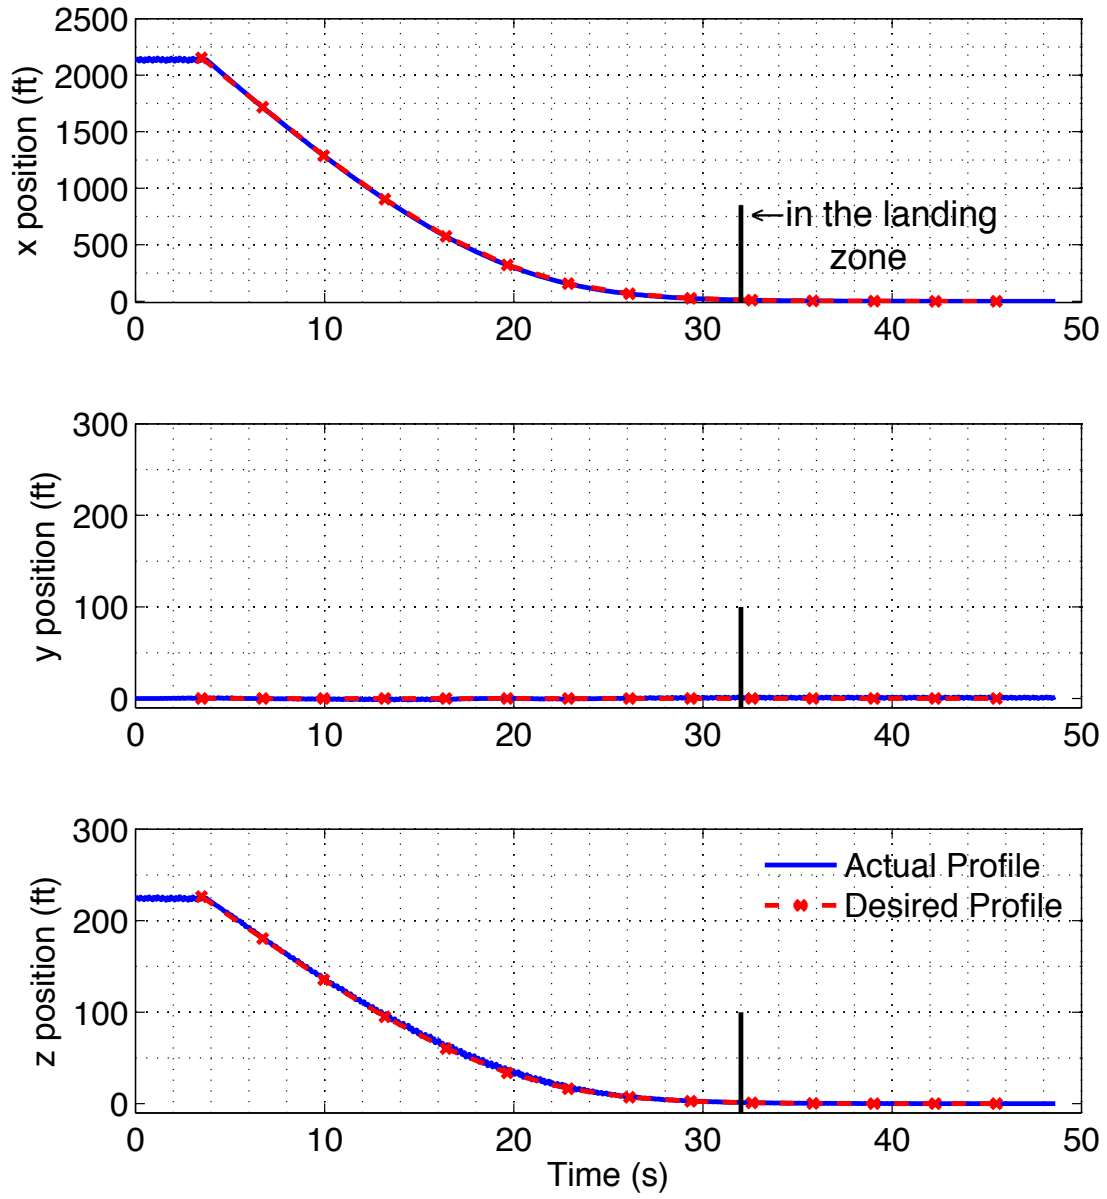 2500
2000
1500
1000
500
0
x position (ft)
←in the landing
zone
0 10 20 30 40 50
300
200
100
0
y position (ft)
0 10 20 30 40 50
300
200
100
0
z position (ft)
Actual Profile
Desired Profile
0 10 20 30 40 50
Time (s)